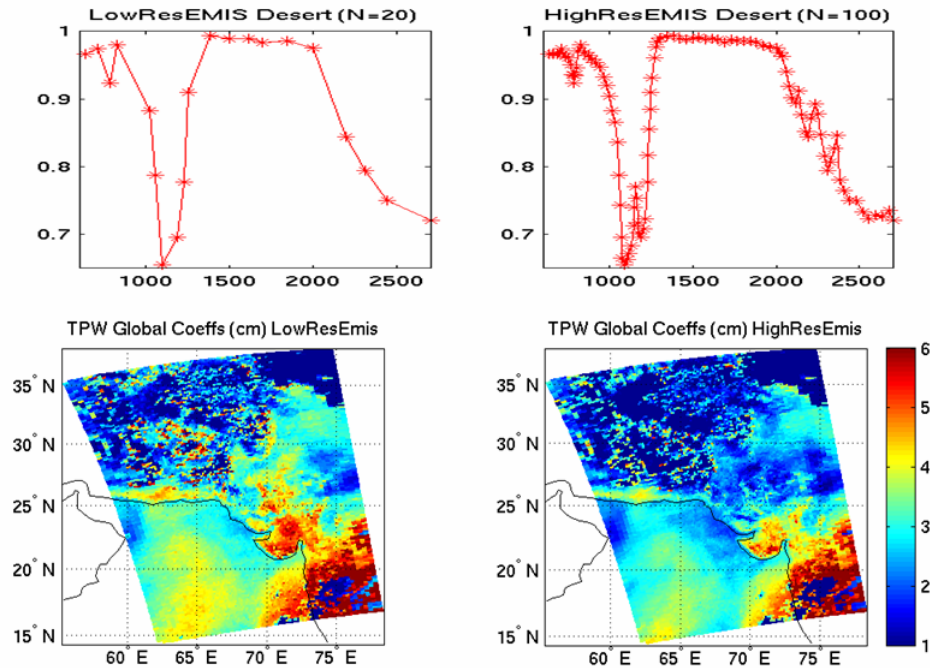 LowResEMIS Desert (N=20)
HighResEMIS Desert (N=100)
1
0.9
0.8
0.7
1000 1500 2000 2500
1
0.9
0.8
0.7
1000 1500 2000 2500
TPW Global Coeffs (cm) LowResEmis
TPW Global Coeffs (cm) HighResEmis
35° N
30° N
25° N
20° N
15° N
60° E 65° E 70° E 75° E
35° N
30° N
25° N
20° N
15° N
60° E 65° E 70° E 75° E
6
5
4
3
2
1